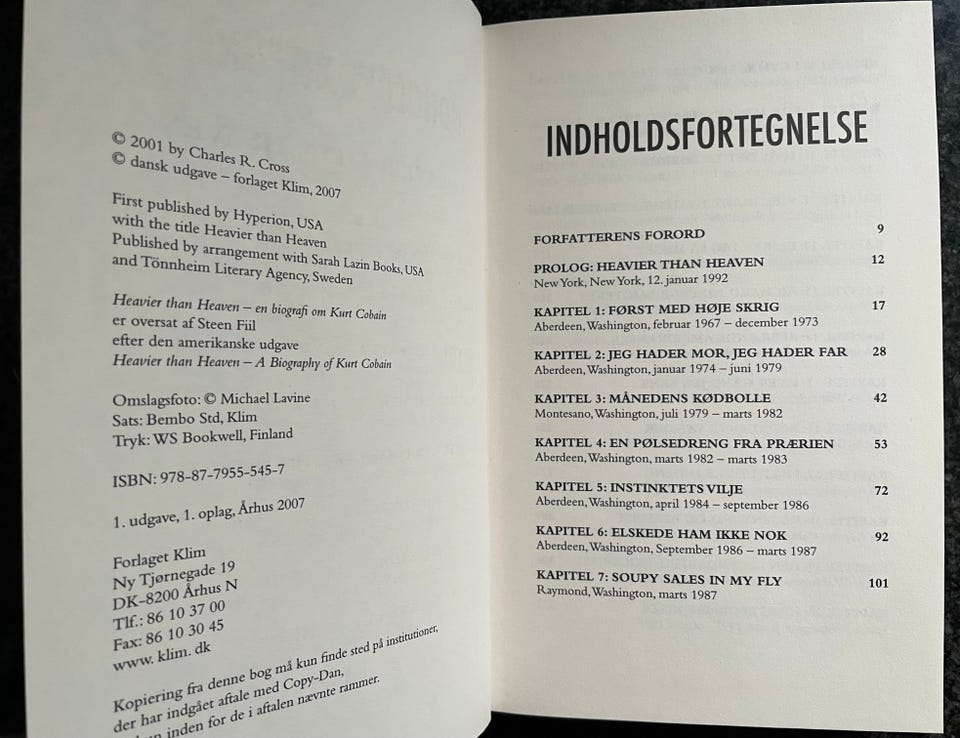 © 2001 by Charles R. Cross
© dansk udgave – forlaget Klim, 2007
First published by Hyperion, USA
with the title Heavier than Heaven
Published by arrangement with Sarah Lazin Books, USA
and Tönnheim Literary Agency, Sweden
Heavier than Heaven – en biografi om Kurt Cobain
er oversat af Steen Fiil
efter den amerikanske udgave
Heavier than Heaven – A Biography of Kurt Cobain
Omslagsfoto: © Michael Lavine
Sats: Bembo Std, Klim
Tryk: WS Bookwell, Finland
ISBN: 978-87-7955-545-7
1. udgave, 1. oplag, Århus 2007
Forlaget Klim
Ny Tjørnegade 19
DK-8200 Århus N
Tlf.: 86 10 37 00
Fax: 86 10 30 45
www. klim. dk
Kopiering fra denne bog må kun finde sted på institutioner,
der har indgået aftale med Copy-Dan,
inden for de i aftalen nævnte rammer.
INDHOLDSFORTEGNELSE
FORFATTERENS FORORD 9
PROLOG: HEAVIER THAN HEAVEN 12
New York, New York, 12. januar 1992
KAPITEL 1: FØRST MED HØJE SKRIG 17
Aberdeen, Washington, februar 1967 – december 1973
KAPITEL 2: JEG HADER MOR, JEG HADER FAR 28
Aberdeen, Washington, januar 1974 – juni 1979
KAPITEL 3: MÅNEDENS KØDBOLLE 42
Montesano, Washington, juli 1979 – marts 1982
KAPITEL 4: EN PØLSEDRENG FRA PRÆRIEN 53
Aberdeen, Washington, marts 1982 – marts 1983
KAPITEL 5: INSTINKTETS VILJE 72
Aberdeen, Washington, april 1984 – september 1986
KAPITEL 6: ELSKEDE HAM IKKE NOK 92
Aberdeen, Washington, September 1986 – marts 1987
KAPITEL 7: SOUPY SALES IN MY FLY 101
Raymond, Washington, marts 1987